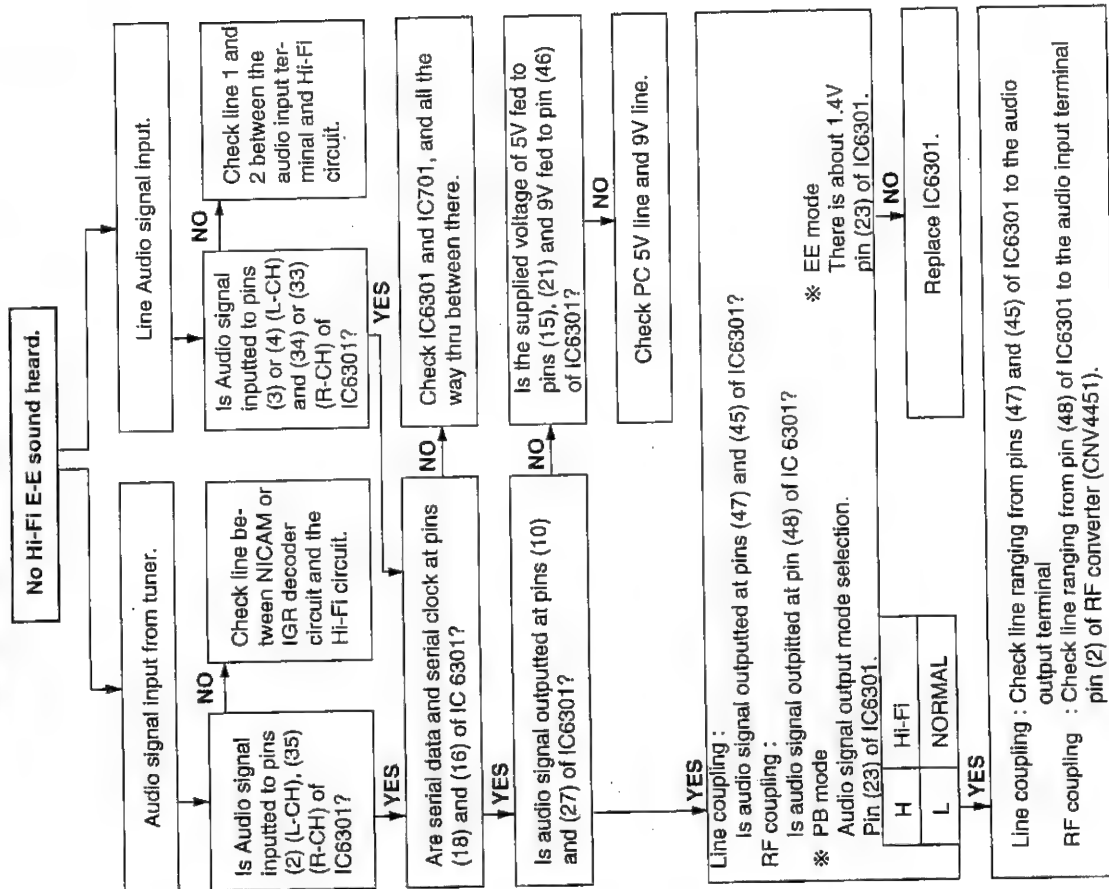 No Hi-Fi E-E sound heard.
Audio signal input from tuner.
Line Audio signal input.
Is Audio signal
inputted to pins
(2) (L-CH), (35)
(R-CH) of
IC6301?
NO
Check line be-
tween NICAM or
IGR decoder
circuit and the
Hi-Fi circuit.
Is Audio signal
inputted to pins
(3) or (4) (L-CH)
and (34) or (33)
(R-CH) of
IC6301?
NO
Check line 1 and
2 between the
audio input ter-
minal and Hi-Fi
circuit.
YES
YES
Are serial data and serial clock at pins
(18) and (16) of IC 6301?
NO
Check IC6301 and IC701, and all the
way thru between there.
YES
Is audio signal outputted at pins (10)
and (27) of IC6301?
NO
Is the supplied voltage of 5V fed to
pins (15), (21) and 9V fed to pin (46)
of IC6301?
NO
Check PC 5V line and 9V line.
YES
Line coupling :
Is audio signal outputted at pins (47) and (45) of IC6301?
RF coupling :
Is audio signal outpitted at pin (48) of IC 6301?
※ PB mode
Audio signal output mode selection.
Pin (23) of IC6301.
H Hi-Fi
L NORMAL
※ EE mode
There is about 1.4V
pin (23) of IC6301.
NO
Replace IC6301.
YES
Line coupling : Check line ranging from pins (47) and (45) of IC6301 to the audio
output terminal
RF coupling : Check line ranging from pin (48) of IC6301 to the audio input terminal
pin (2) of RF converter (CNV4451).